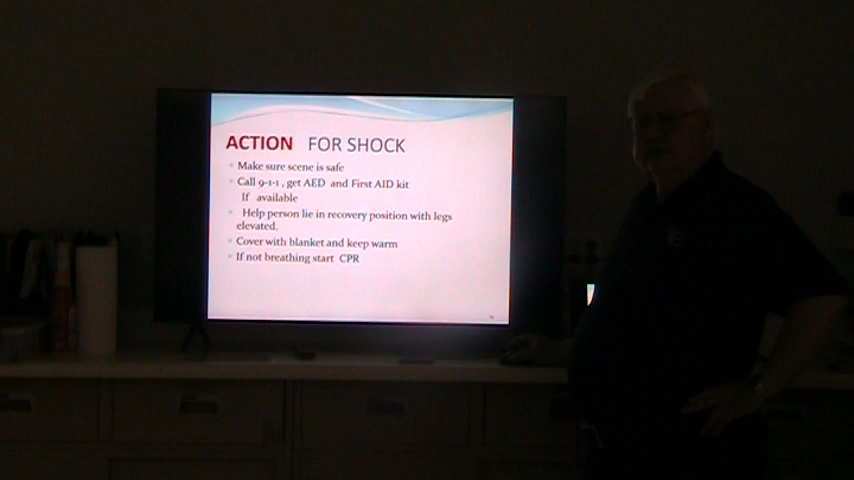 ACTION FOR SHOCK
Make sure scene is safe
Call 9-1-1 , get AED and First AID kit
If available
Help person lie in recovery position with legs
elevated.
Cover with blanket and keep warm
If not breathing start CPR